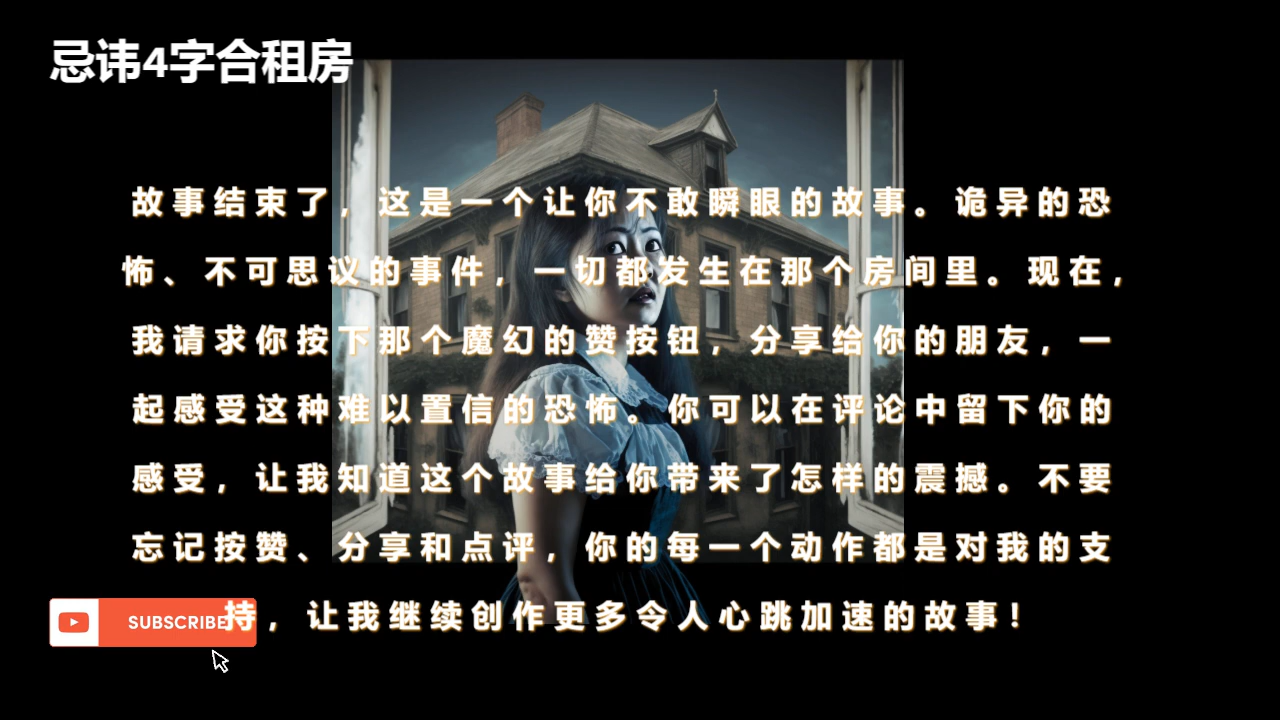 忌讳4字合租房
故事结束了，这是一个让你不敢瞬眼的故事。诡异的恐
怖、不可思议的事件，一切都发生在那个房间里。现在，
我请求你按下那个魔幻的赞按钮，分享给你的朋友，一
起感受这种难以置信的恐怖。你可以在评论中留下你的
感受，让我知道这个故事给你带来了怎样的震撼。不要
忘记按赞、分享和点评，你的每一个动作都是对我的支
持，让我继续创作更多令人心跳加速的故事！
SUBSCRIBE